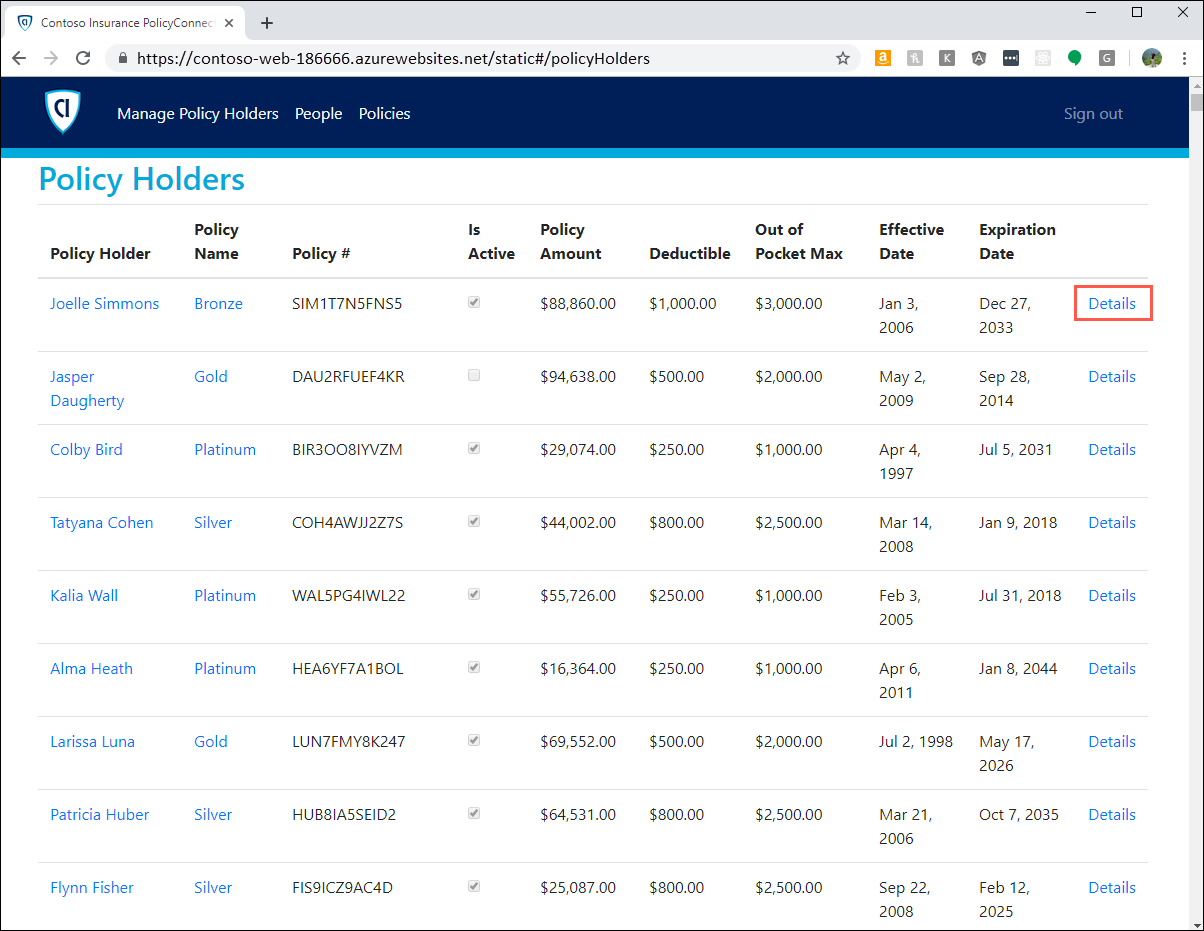 Contoso Insurance PolicyConnec
https://contoso-web-186666.azurewebsites.net/static#/policyHolders
CI
Manage Policy Holders People Policies Sign out
Policy Holders
Policy Holder Policy Name Policy # Is Active Policy Amount Deductible Out of Pocket Max Effective Date Expiration Date
Joelle Simmons Bronze SIM1T7N5FNS5 $88,860.00 $1,000.00 $3,000.00 Jan 3, 2006 Dec 27, 2033 Details
Jasper Daugherty Gold DAU2RFUEF4KR $94,638.00 $500.00 $2,000.00 May 2, 2009 Sep 28, 2014 Details
Colby Bird Platinum BIR3OO8IYVZM $29,074.00 $250.00 $1,000.00 Apr 4, 1997 Jul 5, 2031 Details
Tatyana Cohen Silver COH4AWJJ2Z7S $44,002.00 $800.00 $2,500.00 Mar 14, 2008 Jan 9, 2018 Details
Kalia Wall Platinum WAL5PG4IWL22 $55,726.00 $250.00 $1,000.00 Feb 3, 2005 Jul 31, 2018 Details
Alma Heath Platinum HEA6YF7A1BOL $16,364.00 $250.00 $1,000.00 Apr 6, 2011 Jan 8, 2044 Details
Larissa Luna Gold LUN7FMY8K247 $69,552.00 $500.00 $2,000.00 Jul 2, 1998 May 17, 2026 Details
Patricia Huber Silver HUB8IA5SEID2 $64,531.00 $800.00 $2,500.00 Mar 21, 2006 Oct 7, 2035 Details
Flynn Fisher Silver FIS9ICZ9AC4D $25,087.00 $800.00 $2,500.00 Sep 22, 2008 Feb 12, 2025 Details